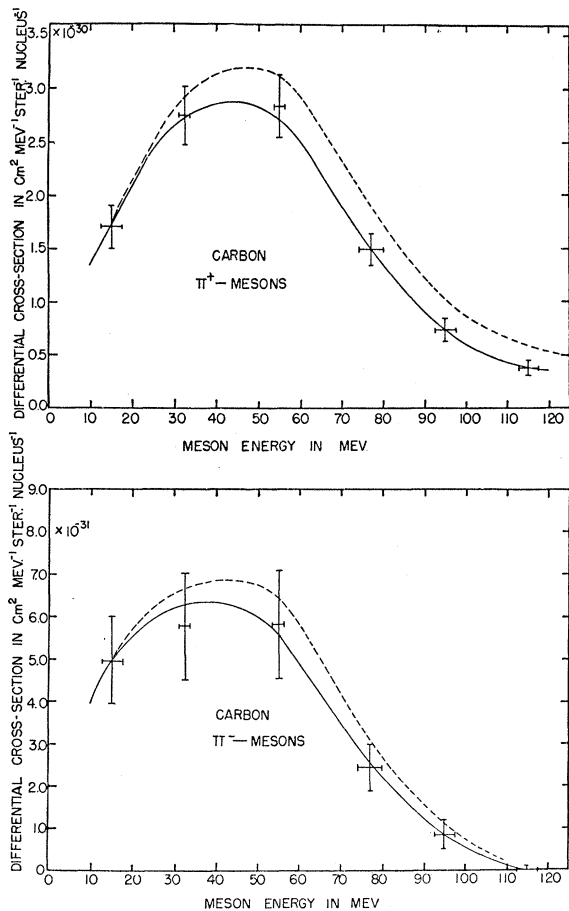 ×10⁻³⁰
DIFFERENTIAL CROSS-SECTION IN Cm² MEV⁻¹ STER.⁻¹ NUCLEUS⁻¹
3.5
3.0
2.5
2.0
1.5
1.0
0.5
0.0
CARBON
π⁺ — MESONS
0 10 20 30 40 50 60 70 80 90 100 110 120
MESON ENERGY IN MEV.
DIFFERENTIAL CROSS-SECTION IN Cm² MEV.⁻¹ STER.⁻¹ NUCLEUS⁻¹
9.0
×10⁻³¹
7.0
6.0
5.0
4.0
3.0
2.0
1.0
0
CARBON
π⁻ — MESONS
0 10 20 30 40 50 60 70 80 90 100 110 120
MESON ENERGY IN MEV